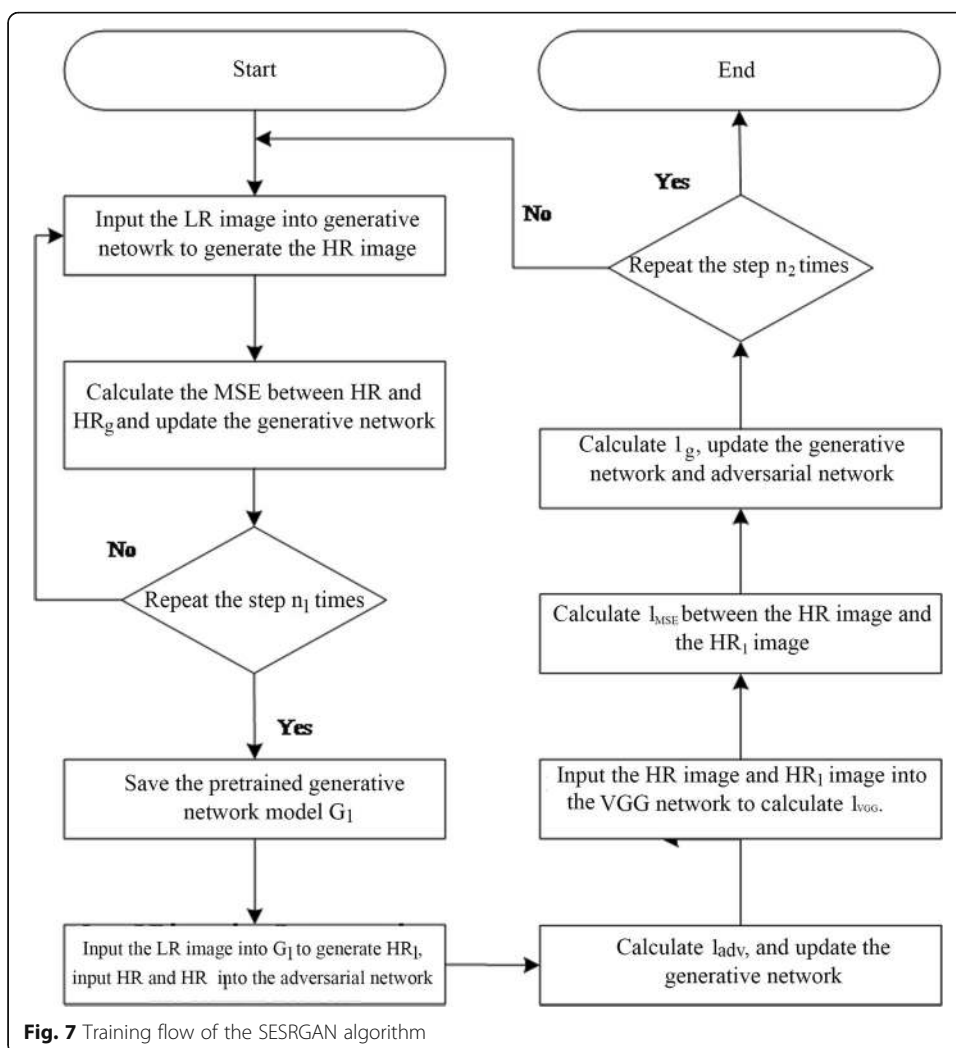 Start
Input the LR image into generative
netowrk to generate the HR image
Calculate the MSE between HR and
HRg and update the generative network
No
Repeat the step n1 times
Yes
Save the pretrained generative
network model G1
Input the LR image into G1 to generate HR1,
input HR and HR into the adversarial network
Calculate ladv, and update the
generative network
Input the HR image and HR1 image into
the VGG network to calculate lVGG.
Calculate lMSE between the HR image and
the HR1 image
Calculate lg, update the generative
network and adversarial network
Repeat the step n2 times
No
Yes
End
Fig. 7 Training flow of the SESRGAN algorithm